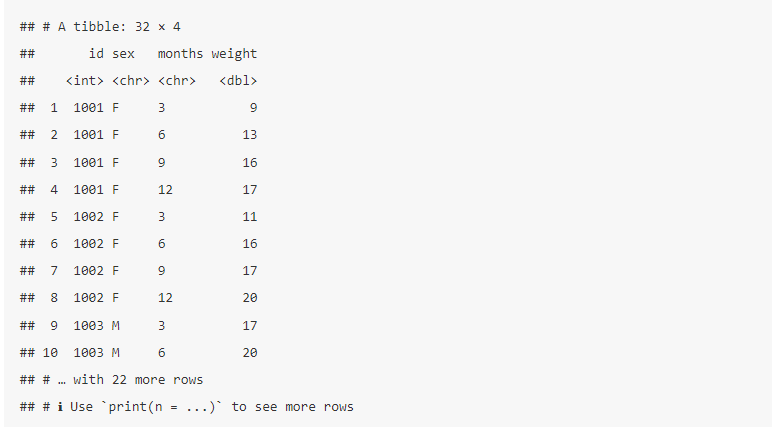 ## # A tibble: 32 × 4
##       id sex   months weight
##    <int> <chr> <chr>   <dbl>
##  1  1001 F     3           9
##  2  1001 F     6          13
##  3  1001 F     9          16
##  4  1001 F     12         17
##  5  1002 F     3          11
##  6  1002 F     6          16
##  7  1002 F     9          17
##  8  1002 F     12         20
##  9  1003 M     3          17
## 10  1003 M     6          20
## # … with 22 more rows
## # ℹ Use `print(n = ...)` to see more rows